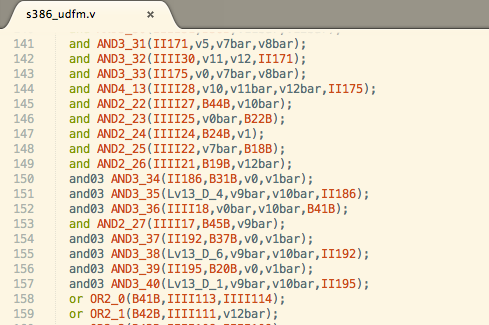 s386_udfm.v ×
141 and AND3_31(II171,v5,v7bar,v8bar);
142 and AND3_32(IIII30,v11,v12,II171);
143 and AND3_33(II175,v0,v7bar,v8bar);
144 and AND4_13(IIII28,v10,v11bar,v12bar,II175);
145 and AND2_22(IIII27,B44B,v10bar);
146 and AND2_23(IIII25,v0bar,B22B);
147 and AND2_24(IIII24,B24B,v1);
148 and AND2_25(IIII22,v7bar,B18B);
149 and AND2_26(IIII21,B19B,v12bar);
150 and03 AND3_34(II186,B31B,v0,v1bar);
151 and03 AND3_35(Lv13_D_4,v9bar,v10bar,II186);
152 and03 AND3_36(IIII18,v0bar,v10bar,B41B);
153 and AND2_27(IIII17,B45B,v9bar);
154 and03 AND3_37(II192,B37B,v0,v1bar);
155 and03 AND3_38(Lv13_D_6,v9bar,v10bar,II192);
156 and03 AND3_39(II195,B20B,v0,v1bar);
157 and03 AND3_40(Lv13_D_1,v9bar,v10bar,II195);
158 or OR2_0(B41B,IIII113,IIII114);
159 or OR2_1(B42B,IIII111,v12bar);